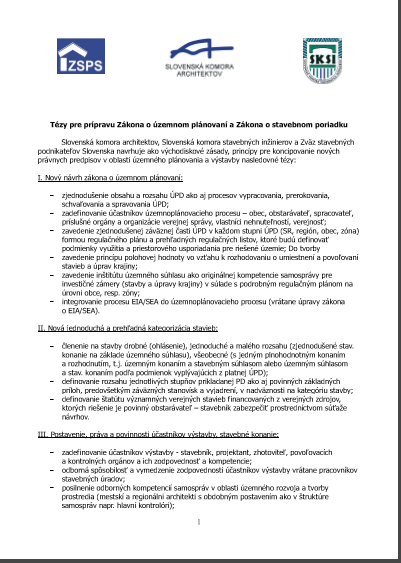 ZSPS
SLOVENSKÁ KOMORA
ARCHITEKTOV
SKSI
Tézy pre prípravu Zákona o územnom plánovaní a Zákona o stavebnom poriadku
Slovenská komora architektov, Slovenská komora stavebných inžinierov a Zväz stavebných
podnikateľov Slovenska navrhuje ako východiskové zásady, princípy pre koncipovanie nových
právnych predpisov v oblasti územného plánovania a výstavby nasledovné tézy:
I. Nový návrh zákona o územnom plánovaní:
− zjednodušenie obsahu a rozsahu ÚPD ako aj procesov vypracovania, prerokovania,
schvaľovania a spravovania ÚPD;
− zadefinovanie účastníkov územnoplánovacieho procesu – obec, obstarávateľ, spracovateľ,
príslušné orgány a organizácie verejnej správy, vlastníci nehnuteľností, verejnosť;
− zavedenie zjednodušenej záväznej časti ÚPD v každom stupni ÚPD (SR, región, obec, zóna)
formou regulačného plánu a prehľadných regulačných listov, ktoré budú definovať
podmienky využitia a priestorového usporiadania pre riešené územie; Do tvorby
− zavedenie princípu polohovej hodnoty vo vzťahu k rozhodovaniu o umiestnení a povoľovaní
stavieb a úprav krajiny;
− zavedenie inštitútu územného súhlasu ako originálnej kompetencie samosprávy pre
investičné zámery (stavby a úpravy krajiny) v súlade s podrobným regulačným plánom na
úrovni obce, resp. zóny;
− integrovanie procesu EIA/SEA do územnoplánovacieho procesu (vrátane úpravy zákona
o EIA/SEA).
II. Nová jednoduchá a prehľadná kategorizácia stavieb:
− členenie na stavby drobné (ohlásenie), jednoduché a malého rozsahu (zjednodušené stav.
konanie na základe územného súhlasu), všeobecné (s jedným plnohodnotným konaním
a rozhodnutím, t.j. územným konaním a stavebným súhlasom alebo územným súhlasom
a stav. konaním podľa podmienok vyplývajúcich z platnej ÚPD);
− definovanie rozsahu jednotlivých stupňov prikladanej PD ako aj povinných základných
príloh, predovšetkým záväzných stanovísk a vyjadrení, v nadväznosti na kategóriu stavby;
− definovanie štatútu významných verejných stavieb financovaných z verejných zdrojov,
ktorých riešenie je povinný obstarávateľ – stavebník zabezpečiť prostredníctvom súťaže
návrhov.
III. Postavenie, práva a povinnosti účastníkov výstavby, stavebné konanie:
− zadefinovanie účastníkov výstavby - stavebník, projektant, zhotoviteľ, povoľovacích
a kontrolných orgánov a ich zodpovednosť a kompetencie;
− odborná spôsobilosť a vymedzenie zodpovednosti účastníkov výstavby vrátane pracovníkov
stavebných úradov;
− posilnenie odborných kompetencií samospráv v oblasti územného rozvoja a tvorby
prostredia (mestskí a regionálni architekti s obdobným postavením ako v štruktúre
samospráv napr. hlavní kontrolóri);
1